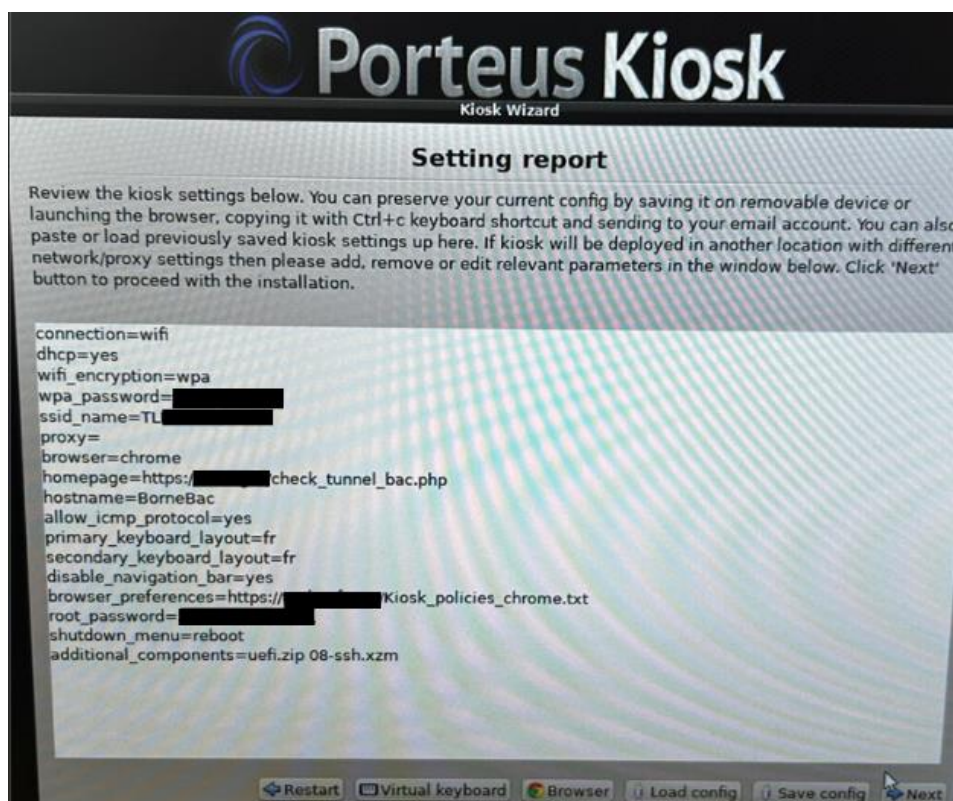 Porteus Kiosk
Kiosk Wizard
Setting report
Review the kiosk settings below. You can preserve your current config by saving it on removable device or
launching the browser, copying it with Ctrl+c keyboard shortcut and sending to your email account. You can also
paste or load previously saved kiosk settings up here. If kiosk will be deployed in another location with different
network/proxy settings then please add, remove or edit relevant parameters in the window below. Click 'Next'
button to proceed with the installation.
connection=wifi
dhcp=yes
wifi_encryption=wpa
wpa_password=
ssid_name=TL
proxy=
browser=chrome
homepage=https:/ check_tunnel_bac.php
hostname=BorneBac
allow_icmp_protocol=yes
primary_keyboard_layout=fr
secondary_keyboard_layout=fr
disable_navigation_bar=yes
browser_preferences=https:// Kiosk_policies_chrome.txt
root_password=
shutdown_menu=reboot
additional_components=uefi.zip 08-ssh.xzm
Restart Virtual keyboard Browser Load config Save config Next